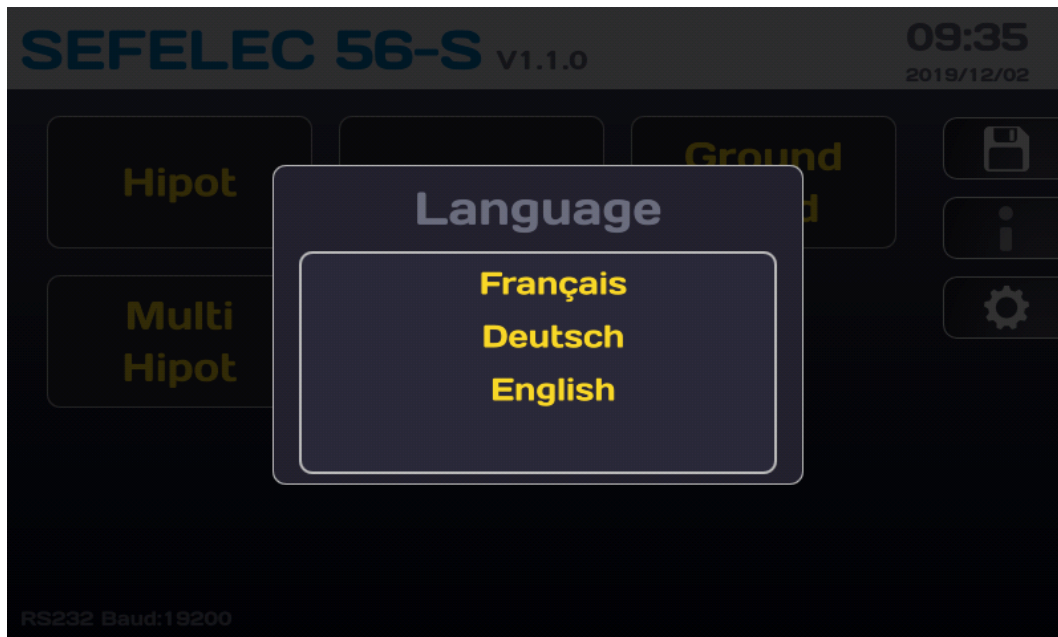 SEFELEC 56-S V1.1.0
09:35
2019/12/02
Hipot
Ground
Language
Français
Deutsch
English
Multi
Hipot
RS232 Baud:19200